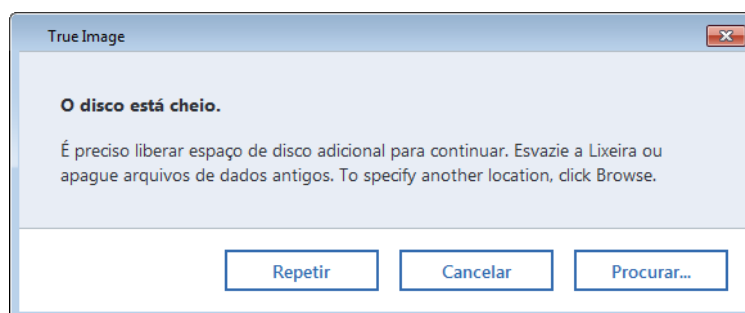 True Image
O disco está cheio.
É preciso liberar espaço de disco adicional para continuar. Esvazie a Lixeira ou
apague arquivos de dados antigos. To specify another location, click Browse.
Repetir Cancelar Procurar...